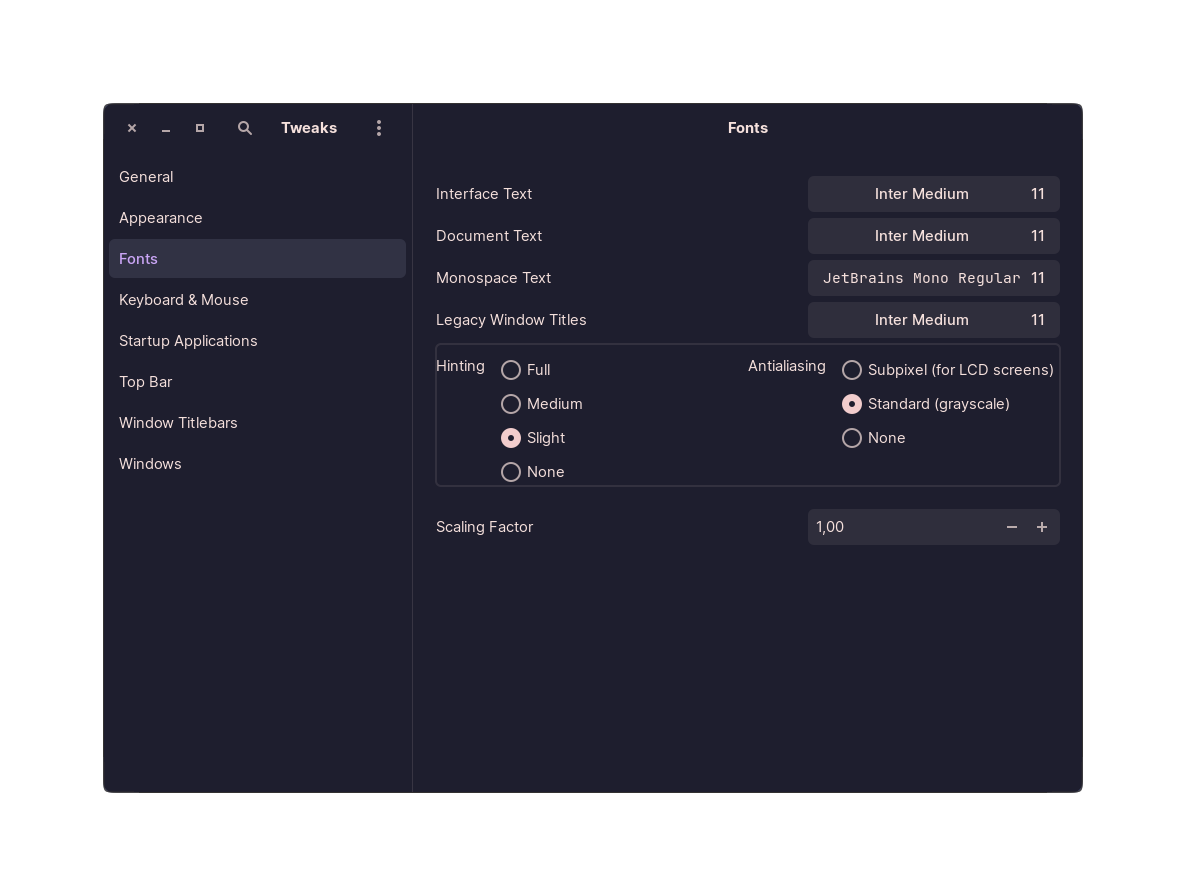 Tweaks
General
Appearance
Fonts
Keyboard & Mouse
Startup Applications
Top Bar
Window Titlebars
Windows
Fonts
Interface Text Inter Medium 11
Document Text Inter Medium 11
Monospace Text JetBrains Mono Regular 11
Legacy Window Titles Inter Medium 11
Hinting
Full
Medium
Slight
None
Antialiasing
Subpixel (for LCD screens)
Standard (grayscale)
None
Scaling Factor 1,00